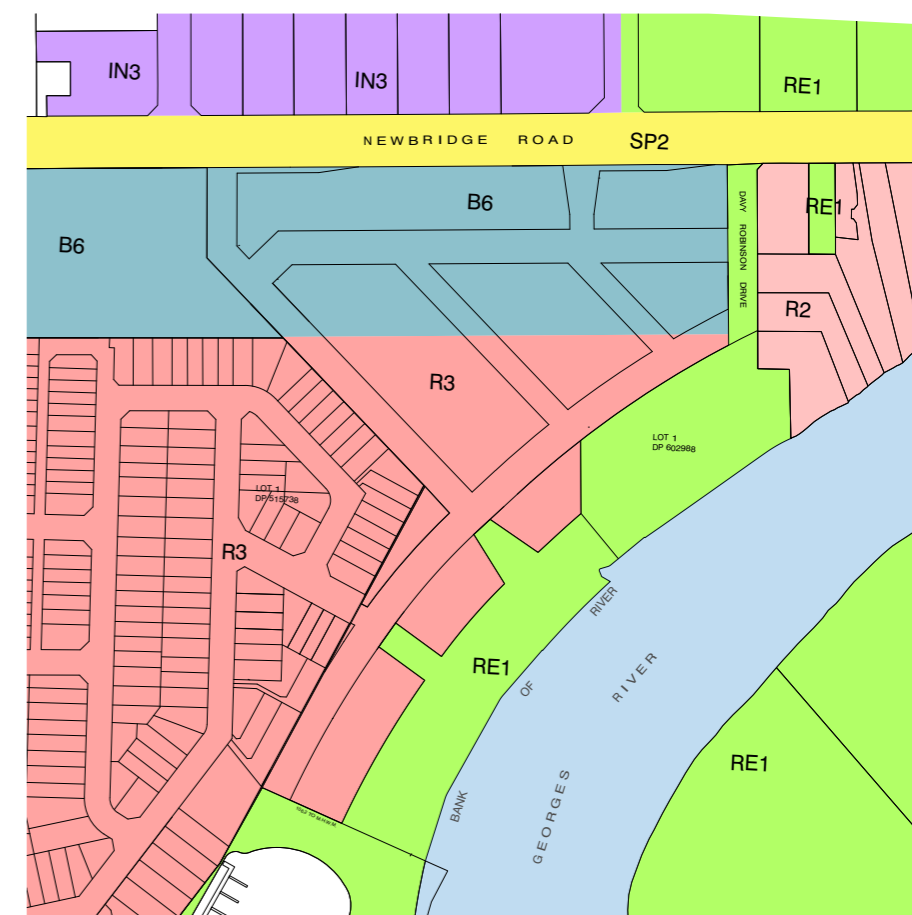 IN3
IN3
RE1
NEWBRIDGE ROAD SP2
B6
B6
DAVY ROBINSON DRIVE
RE1
R2
R3
LOT 1
DP 602988
LOT 1
DP 515738
R3
RE1
BANK OF RIVER
GEORGES RIVER
RE1